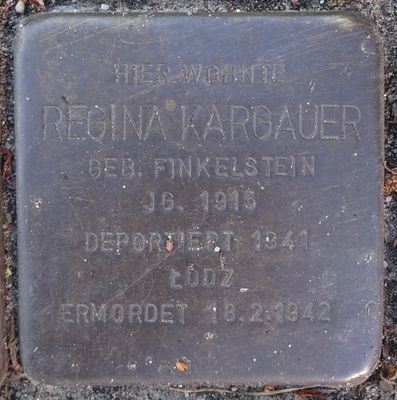 HIER WOHNTE
REGINA KARGAUER
GEB. FINKELSTEIN
JG. 1915
DEPORTIERT 1941
ŁODZ
ERMORDET 18.2.1942